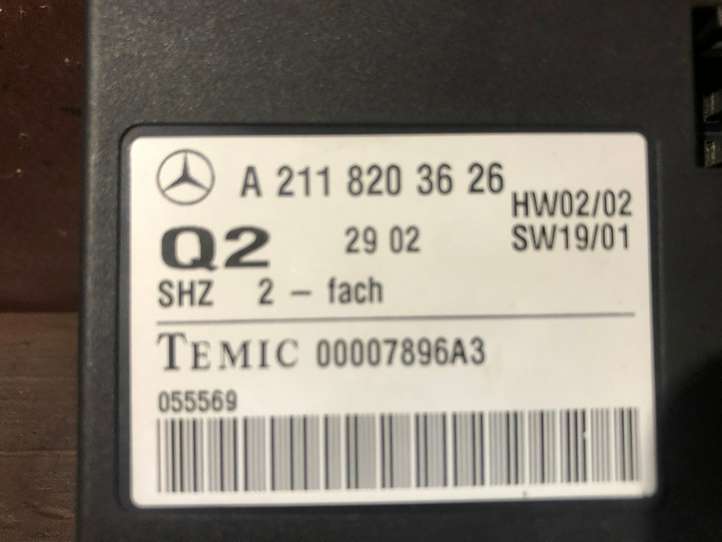 A 211 820 36 26
HW02/02
Q2 29 02 SW19/01
SHZ 2 - fach
TEMIC 00007896A3
055569